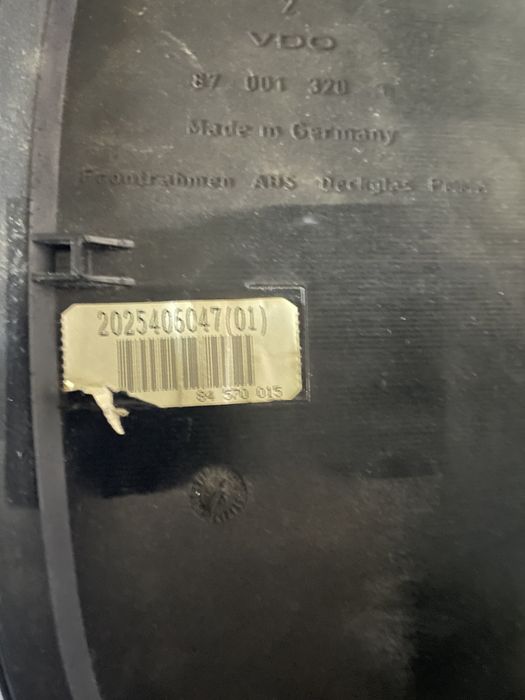 VDO
87 001 320
Made in Germany
Frontrahmen ABS Deckglas PMMA
2025406047(01)
84 570 015